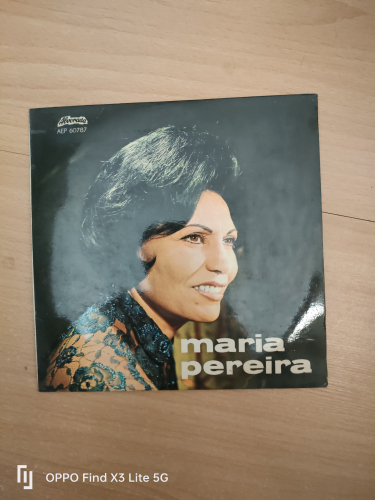 Alvorada
AEP 60787
maria
pereira
OPPO Find X3 Lite 5G